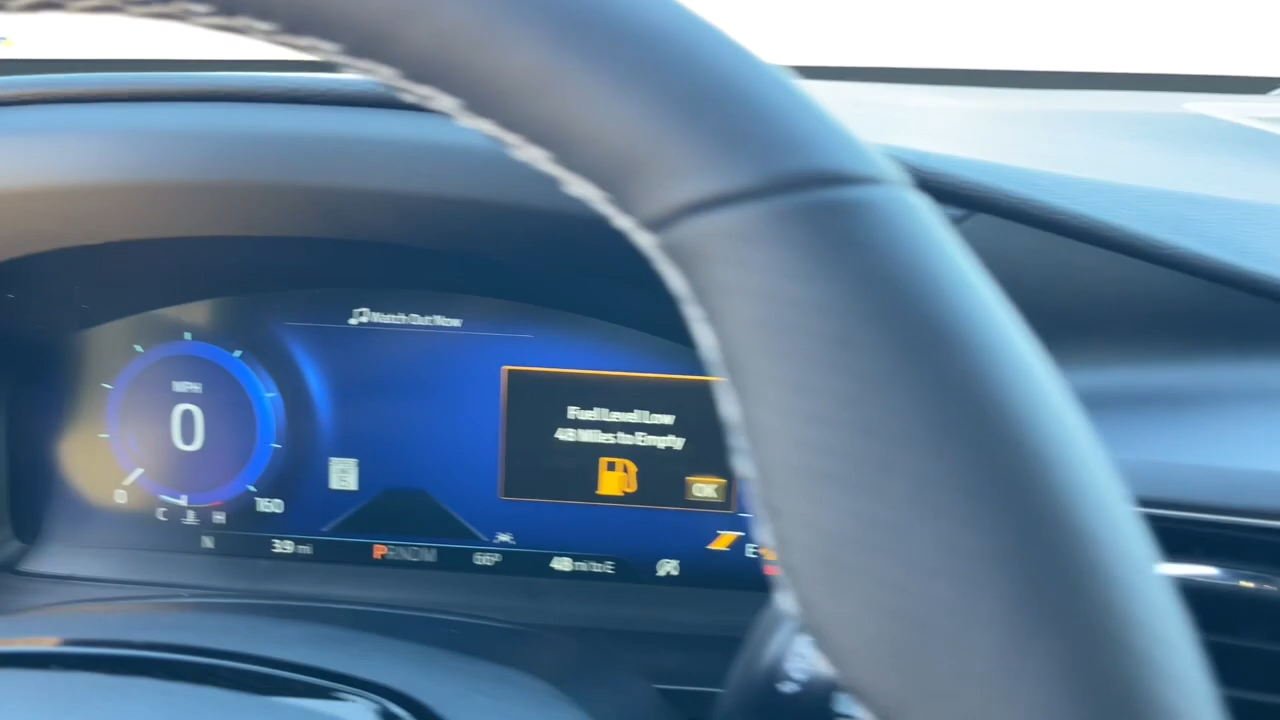 Watch Out Now
MPH
0
0
160
C
H
Fuel Level Low
48 Miles to Empty
OK
N
39 mi
PRNDM
66°
48 mi to E
E